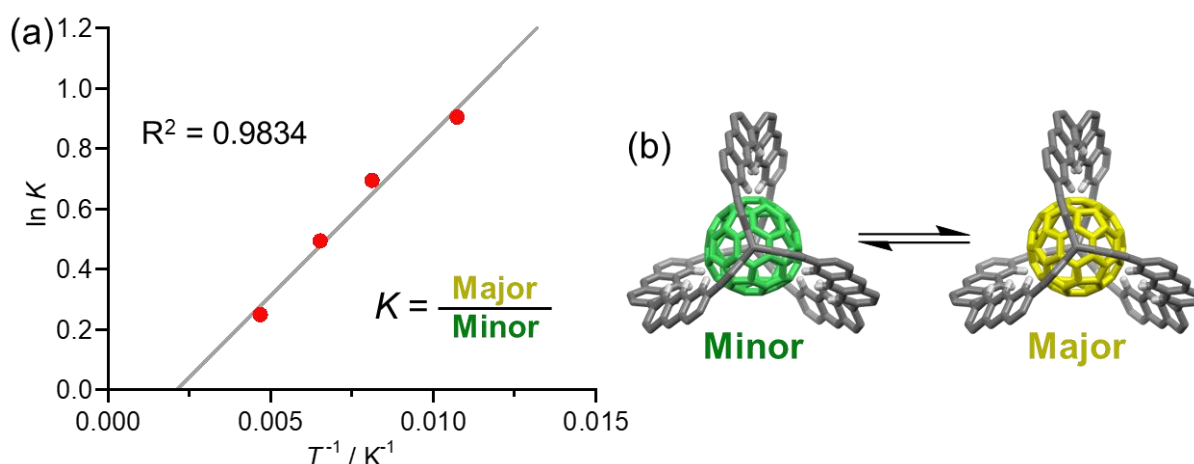 (a)
1.2
1.0
0.8
0.6
0.4
0.2
0.0
ln K
R² = 0.9834
K = Major
Minor
0.000
0.005
0.010
0.015
T⁻¹ / K⁻¹
(b)
Minor
Major